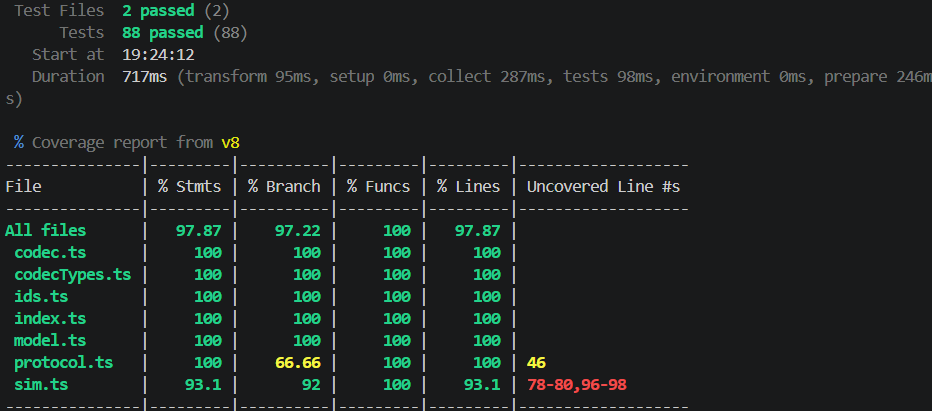 Test Files  2 passed (2)
Tests  88 passed (88)
Start at  19:24:12
Duration  717ms (transform 95ms, setup 0ms, collect 287ms, tests 98ms, environment 0ms, prepare 246m
s)
% Coverage report from v8
---------------|---------|----------|---------|---------|-------------------
File           | % Stmts | % Branch | % Funcs | % Lines | Uncovered Line #s
---------------|---------|----------|---------|---------|-------------------
All files      |   97.87 |    97.22 |     100 |   97.87 |
codec.ts      |     100 |      100 |     100 |     100 |
codecTypes.ts |     100 |      100 |     100 |     100 |
ids.ts        |     100 |      100 |     100 |     100 |
index.ts      |     100 |      100 |     100 |     100 |
model.ts      |     100 |      100 |     100 |     100 |
protocol.ts   |     100 |    66.66 |     100 |     100 | 46
sim.ts        |    93.1 |       92 |     100 |    93.1 | 78-80,96-98
---------------|---------|----------|---------|---------|-------------------